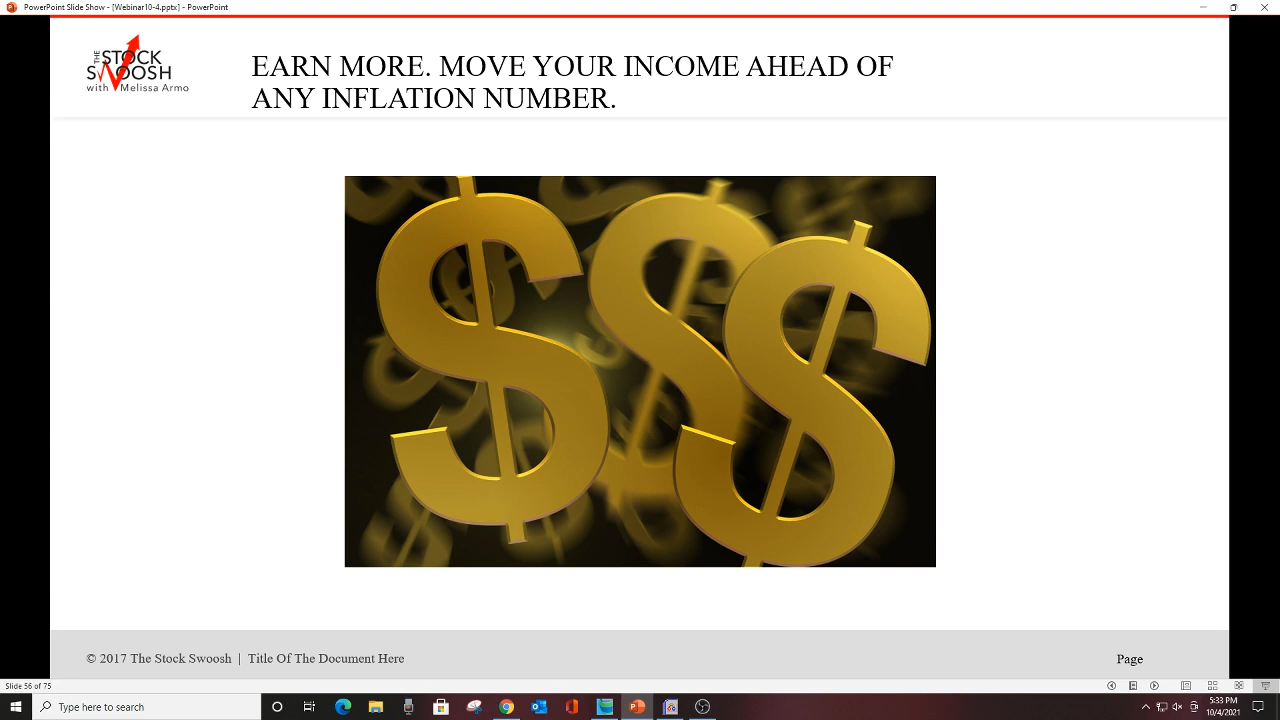 PowerPoint Slide Show - [Webinar10-4.pptx] - PowerPoint
THE
STOCK
SWOOSH
with Melissa Armo
EARN MORE. MOVE YOUR INCOME AHEAD OF
ANY INFLATION NUMBER.
© 2017 The Stock Swoosh | Title Of The Document Here
Page
Slide 56 of 75
Type here to search
5:33 PM
10/4/2021